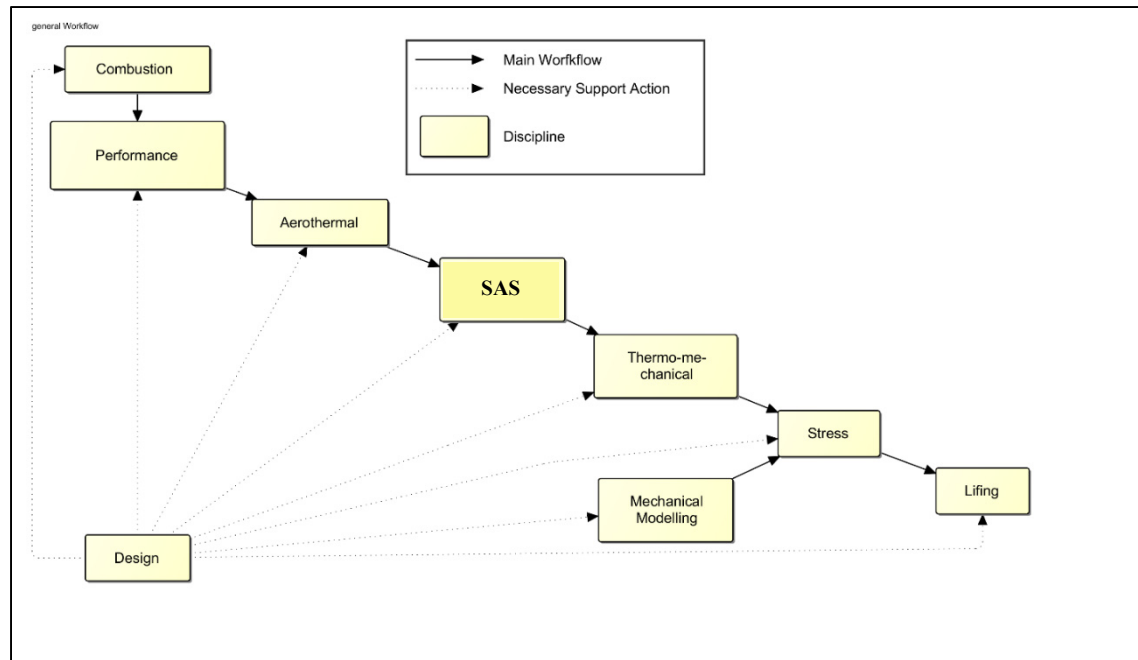 general Workflow
Combustion
Main Worfkflow
Necessary Support Action
Discipline
Performance
Aerothermal
SAS
Thermo-me-
chanical
Stress
Mechanical
Modelling
Lifing
Design